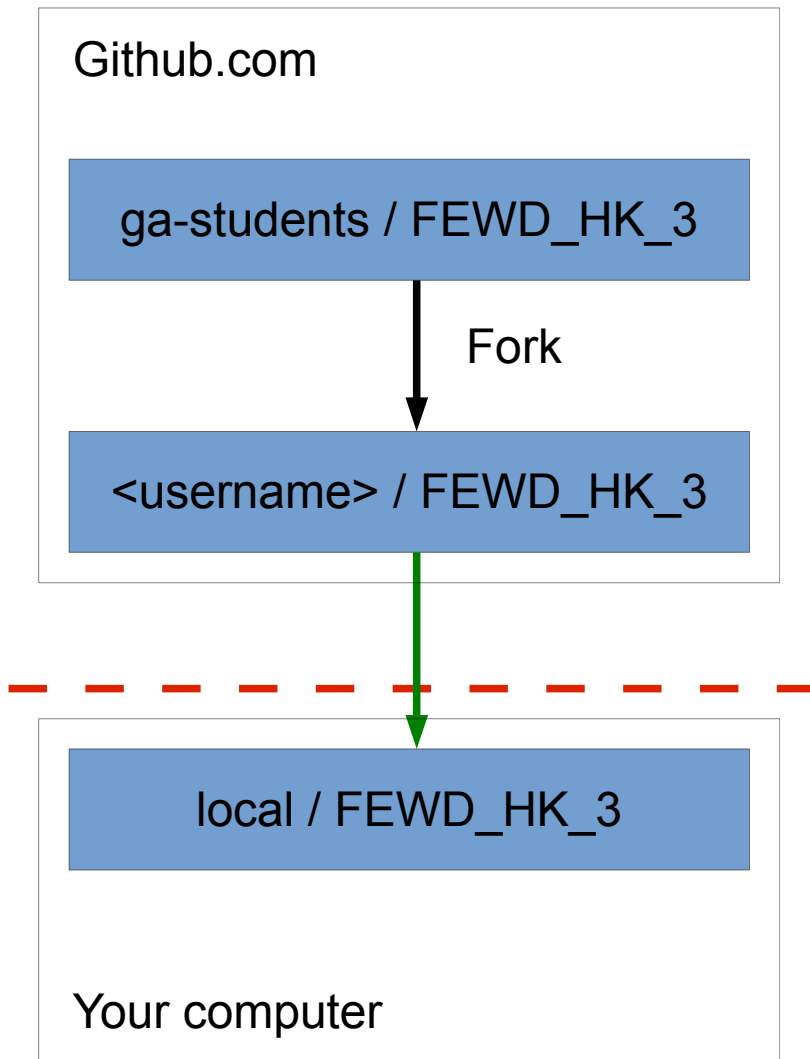 Github.com
ga-students / FEWD_HK_3
Fork
<username> / FEWD_HK_3
local / FEWD_HK_3
Your computer